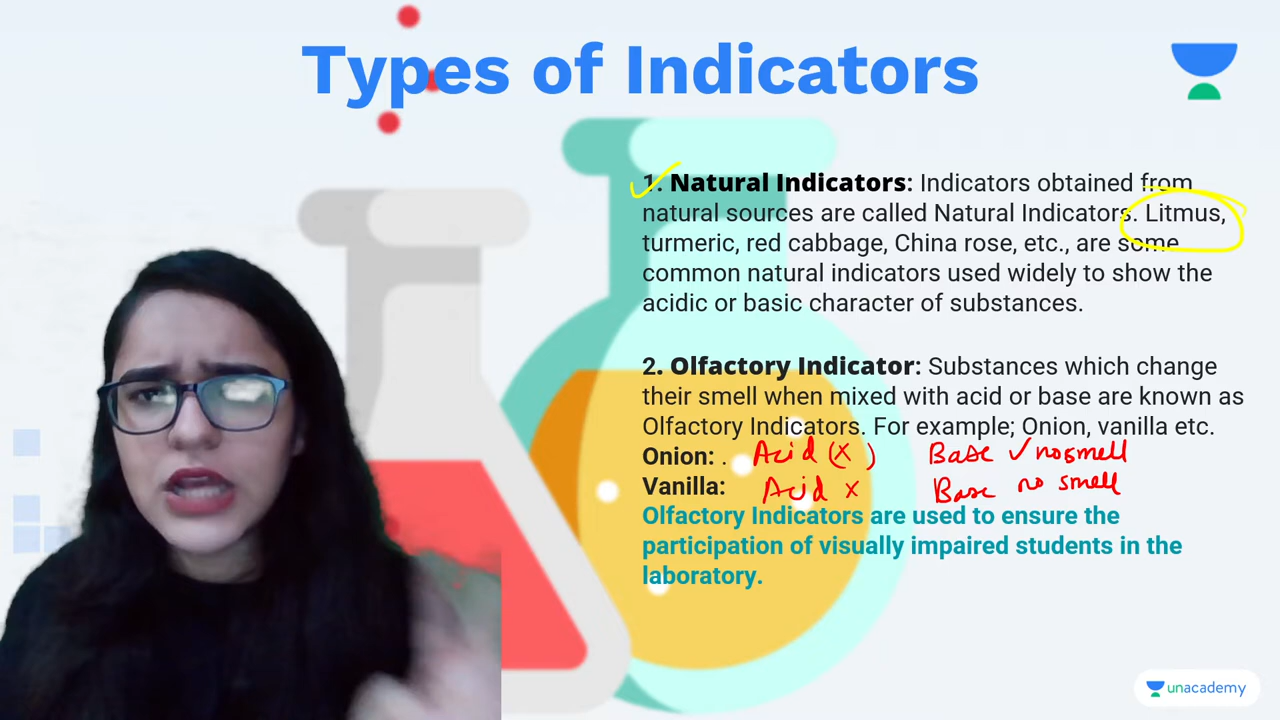 Types of Indicators
1. Natural Indicators: Indicators obtained from
natural sources are called Natural Indicators. Litmus,
turmeric, red cabbage, China rose, etc., are some
common natural indicators used widely to show the
acidic or basic character of substances.
2. Olfactory Indicator: Substances which change
their smell when mixed with acid or base are known as
Olfactory Indicators. For example; Onion, vanilla etc.
Onion: . Acid (x) Base ✓ no smell
Vanilla: Acid x Base no smell
Olfactory Indicators are used to ensure the
participation of visually impaired students in the
laboratory.
unacademy